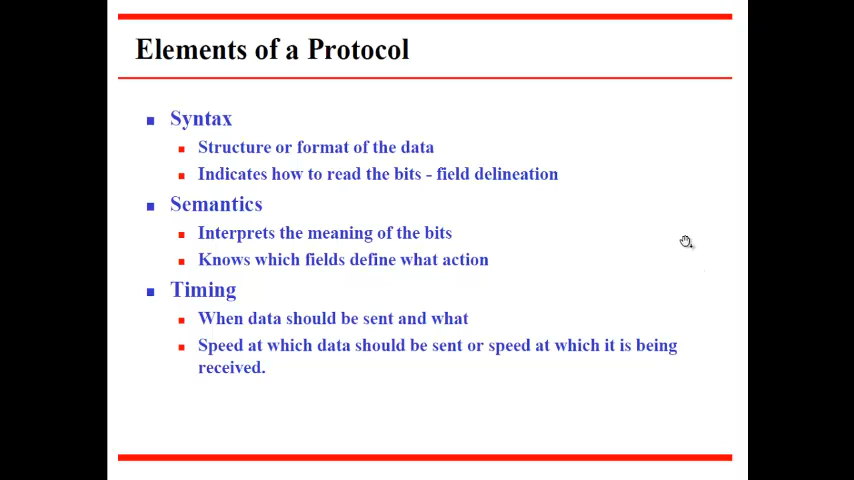 Elements of a Protocol
Syntax
Structure or format of the data
Indicates how to read the bits - field delineation
Semantics
Interprets the meaning of the bits
Knows which fields define what action
Timing
When data should be sent and what
Speed at which data should be sent or speed at which it is being
received.